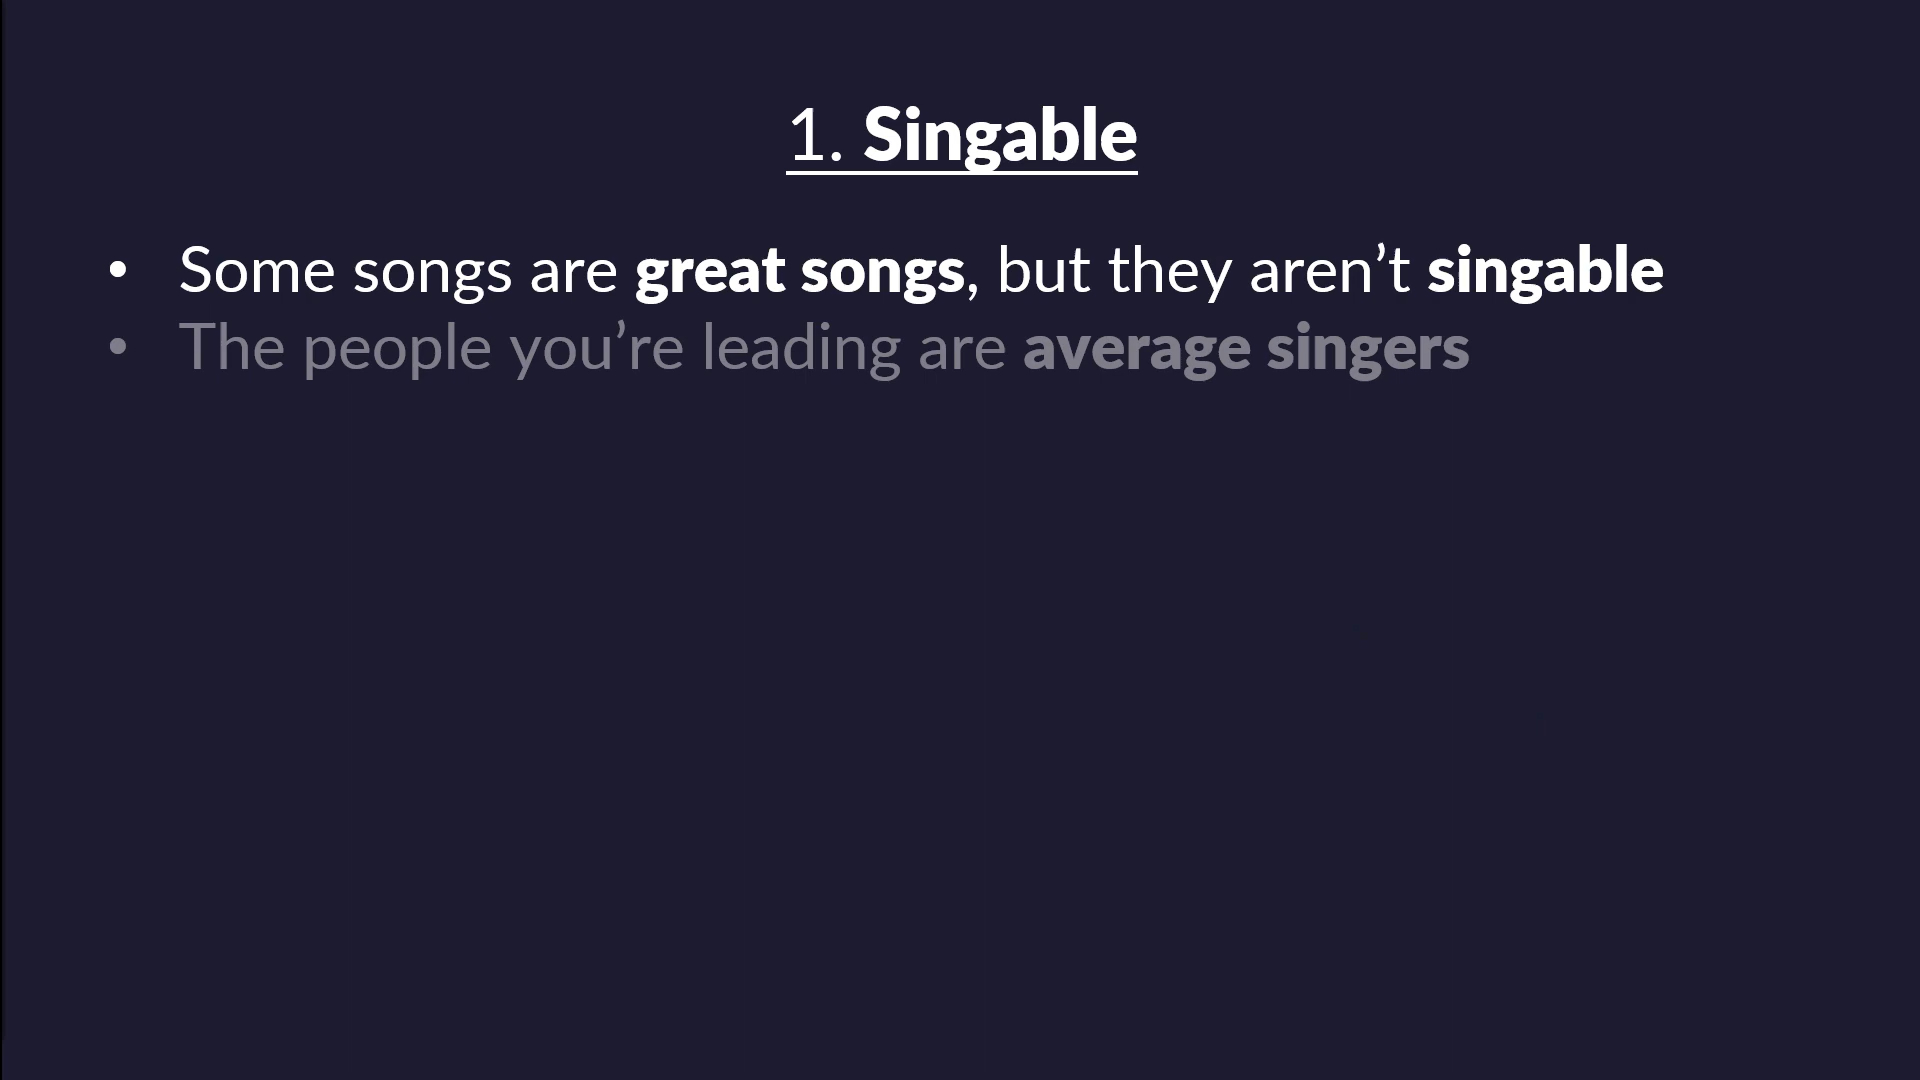 1. Singable
• Some songs are great songs, but they aren’t singable
• The people you’re leading are average singers